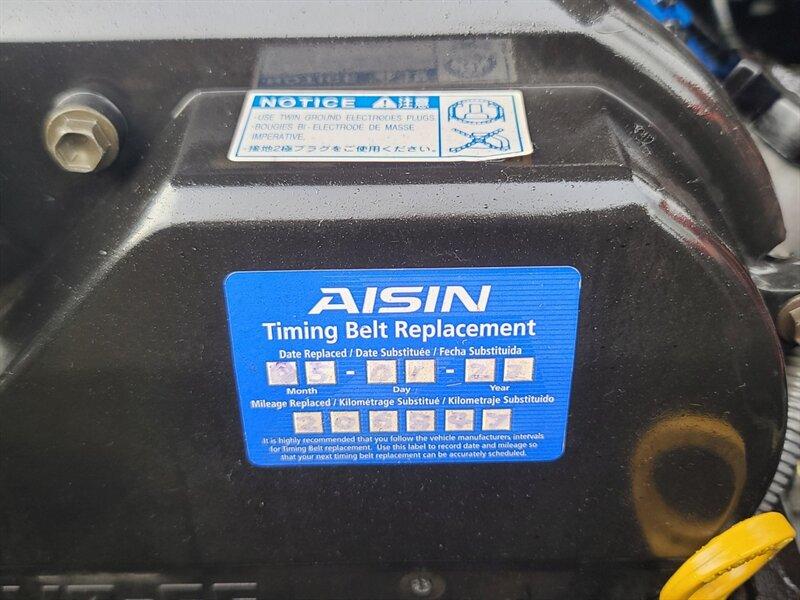 NOTICE ⚠注意
·USE TWIN GROUND ELECTRODES PLUGS.
·BOUGIES BI-ELECTRODE DE MASSE
IMPÉRATIVE.
·接地2極プラグをご使用ください。
AISIN
Timing Belt Replacement
Date Replaced / Date Substituée / Fecha Substituida
Month Day Year
Mileage Replaced / Kilométrage Substitué / Kilometraje Substituido
It is highly recommended that you follow the vehicle manufacturers intervals
for Timing Belt replacement. Use this label to record date and mileage so
that your next timing belt replacement can be accurately scheduled.